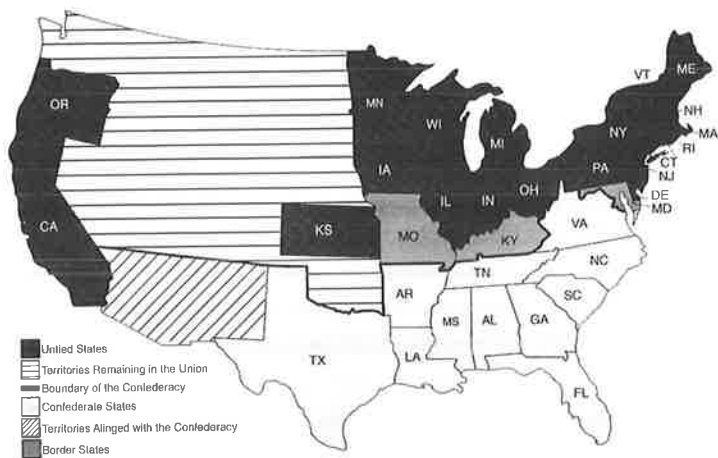 OR
CA
MN
WI
MI
IA
IL
IN
OH
KS
MO
KY
VT
ME
NH
MA
NY
RI
CT
NJ
PA
DE
MD
VA
NC
TN
SC
AR
MS
AL
GA
LA
TX
FL
Untied States
Territories Remaining in the Union
Boundary of the Confederacy
Confederate States
Territories Alinged with the Confederacy
Border States